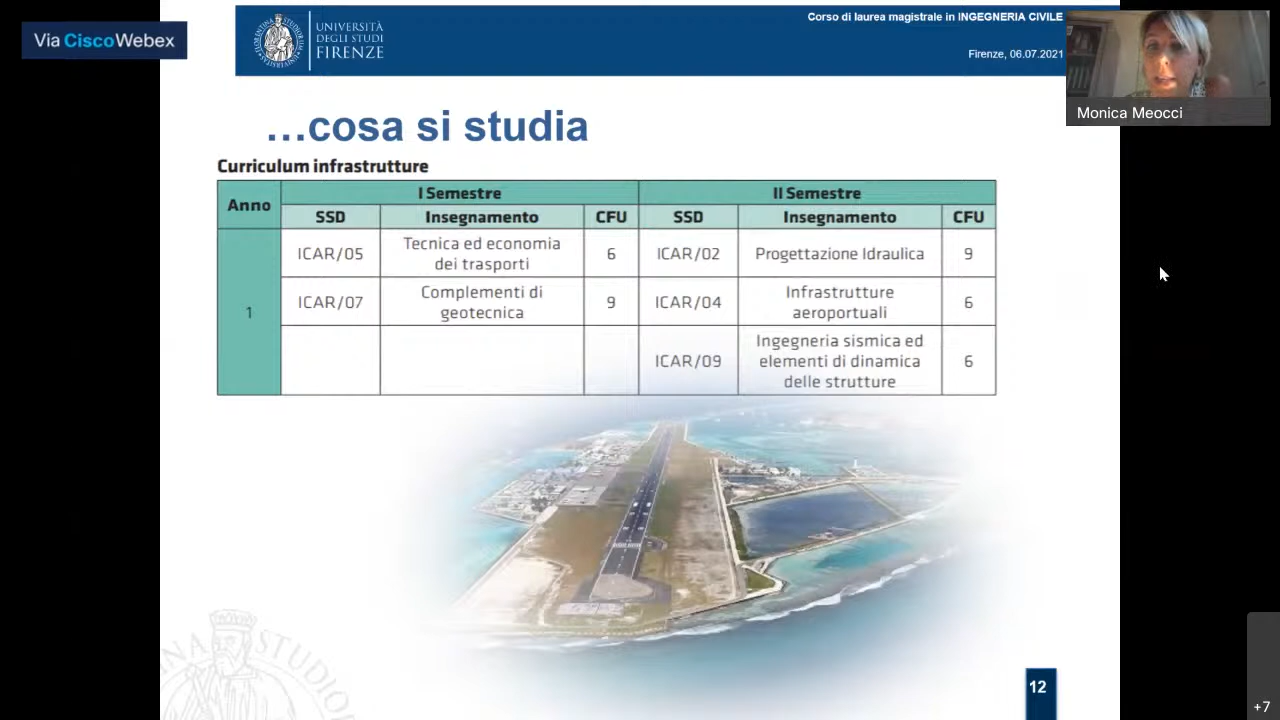 Via CiscoWebex
UNIVERSITÀ
DEGLI STUDI
FIRENZE
Corso di laurea magistrale in INGEGNERIA CIVILE
Firenze, 06.07.2021
Monica Meocci
…cosa si studia
Curriculum infrastrutture
Anno I Semestre II Semestre
SSD Insegnamento CFU SSD Insegnamento CFU
1
ICAR/05 Tecnica ed economia dei trasporti 6 ICAR/02 Progettazione Idraulica 9
ICAR/07 Complementi di geotecnica 9 ICAR/04 Infrastrutture aeroportuali 6
ICAR/09 Ingegneria sismica ed elementi di dinamica delle strutture 6
12
+7